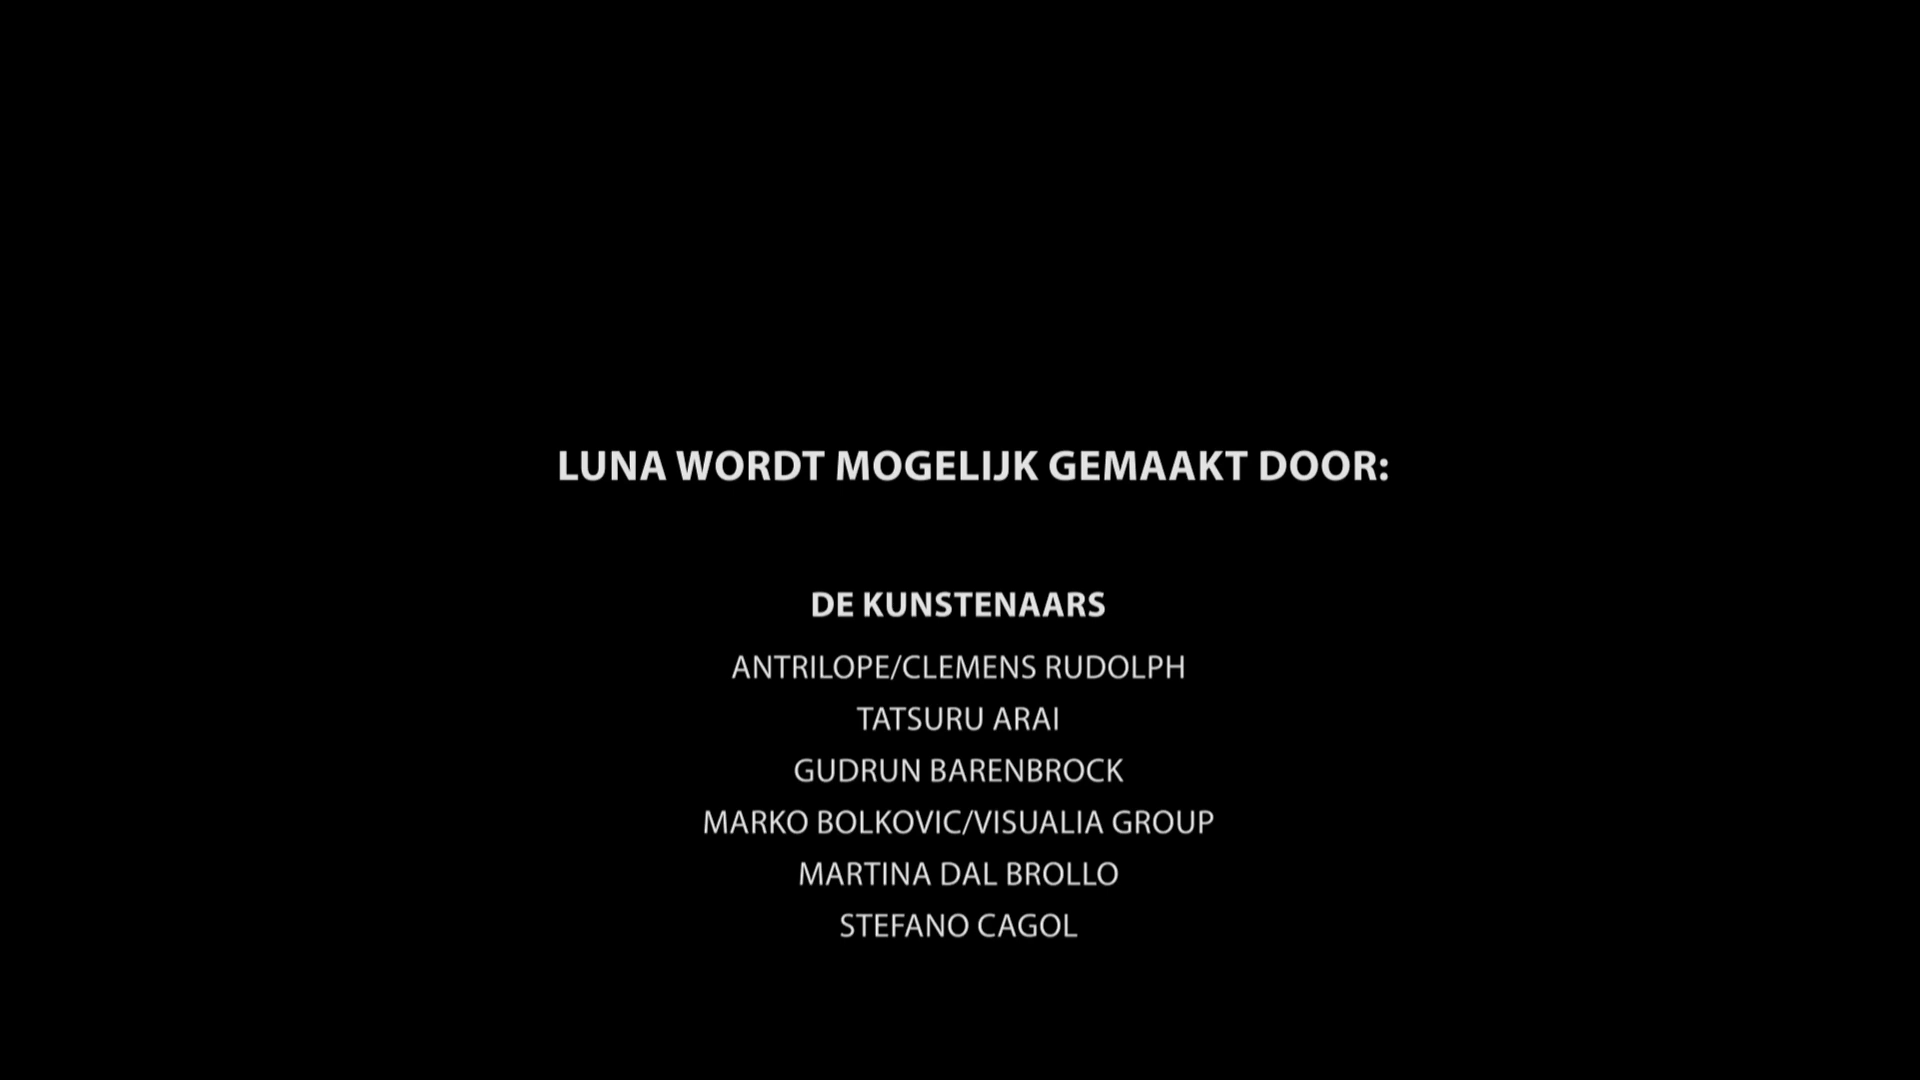 LUNA WORDT MOGELIJK GEMAAKT DOOR:
DE KUNSTENAARS
ANTRILOPE/CLEMENS RUDOLPH
TATSURU ARAI
GUDRUN BARENBROCK
MARKO BOLKOVIC/VISUALIA GROUP
MARTINA DAL BROLLO
STEFANO CAGOL